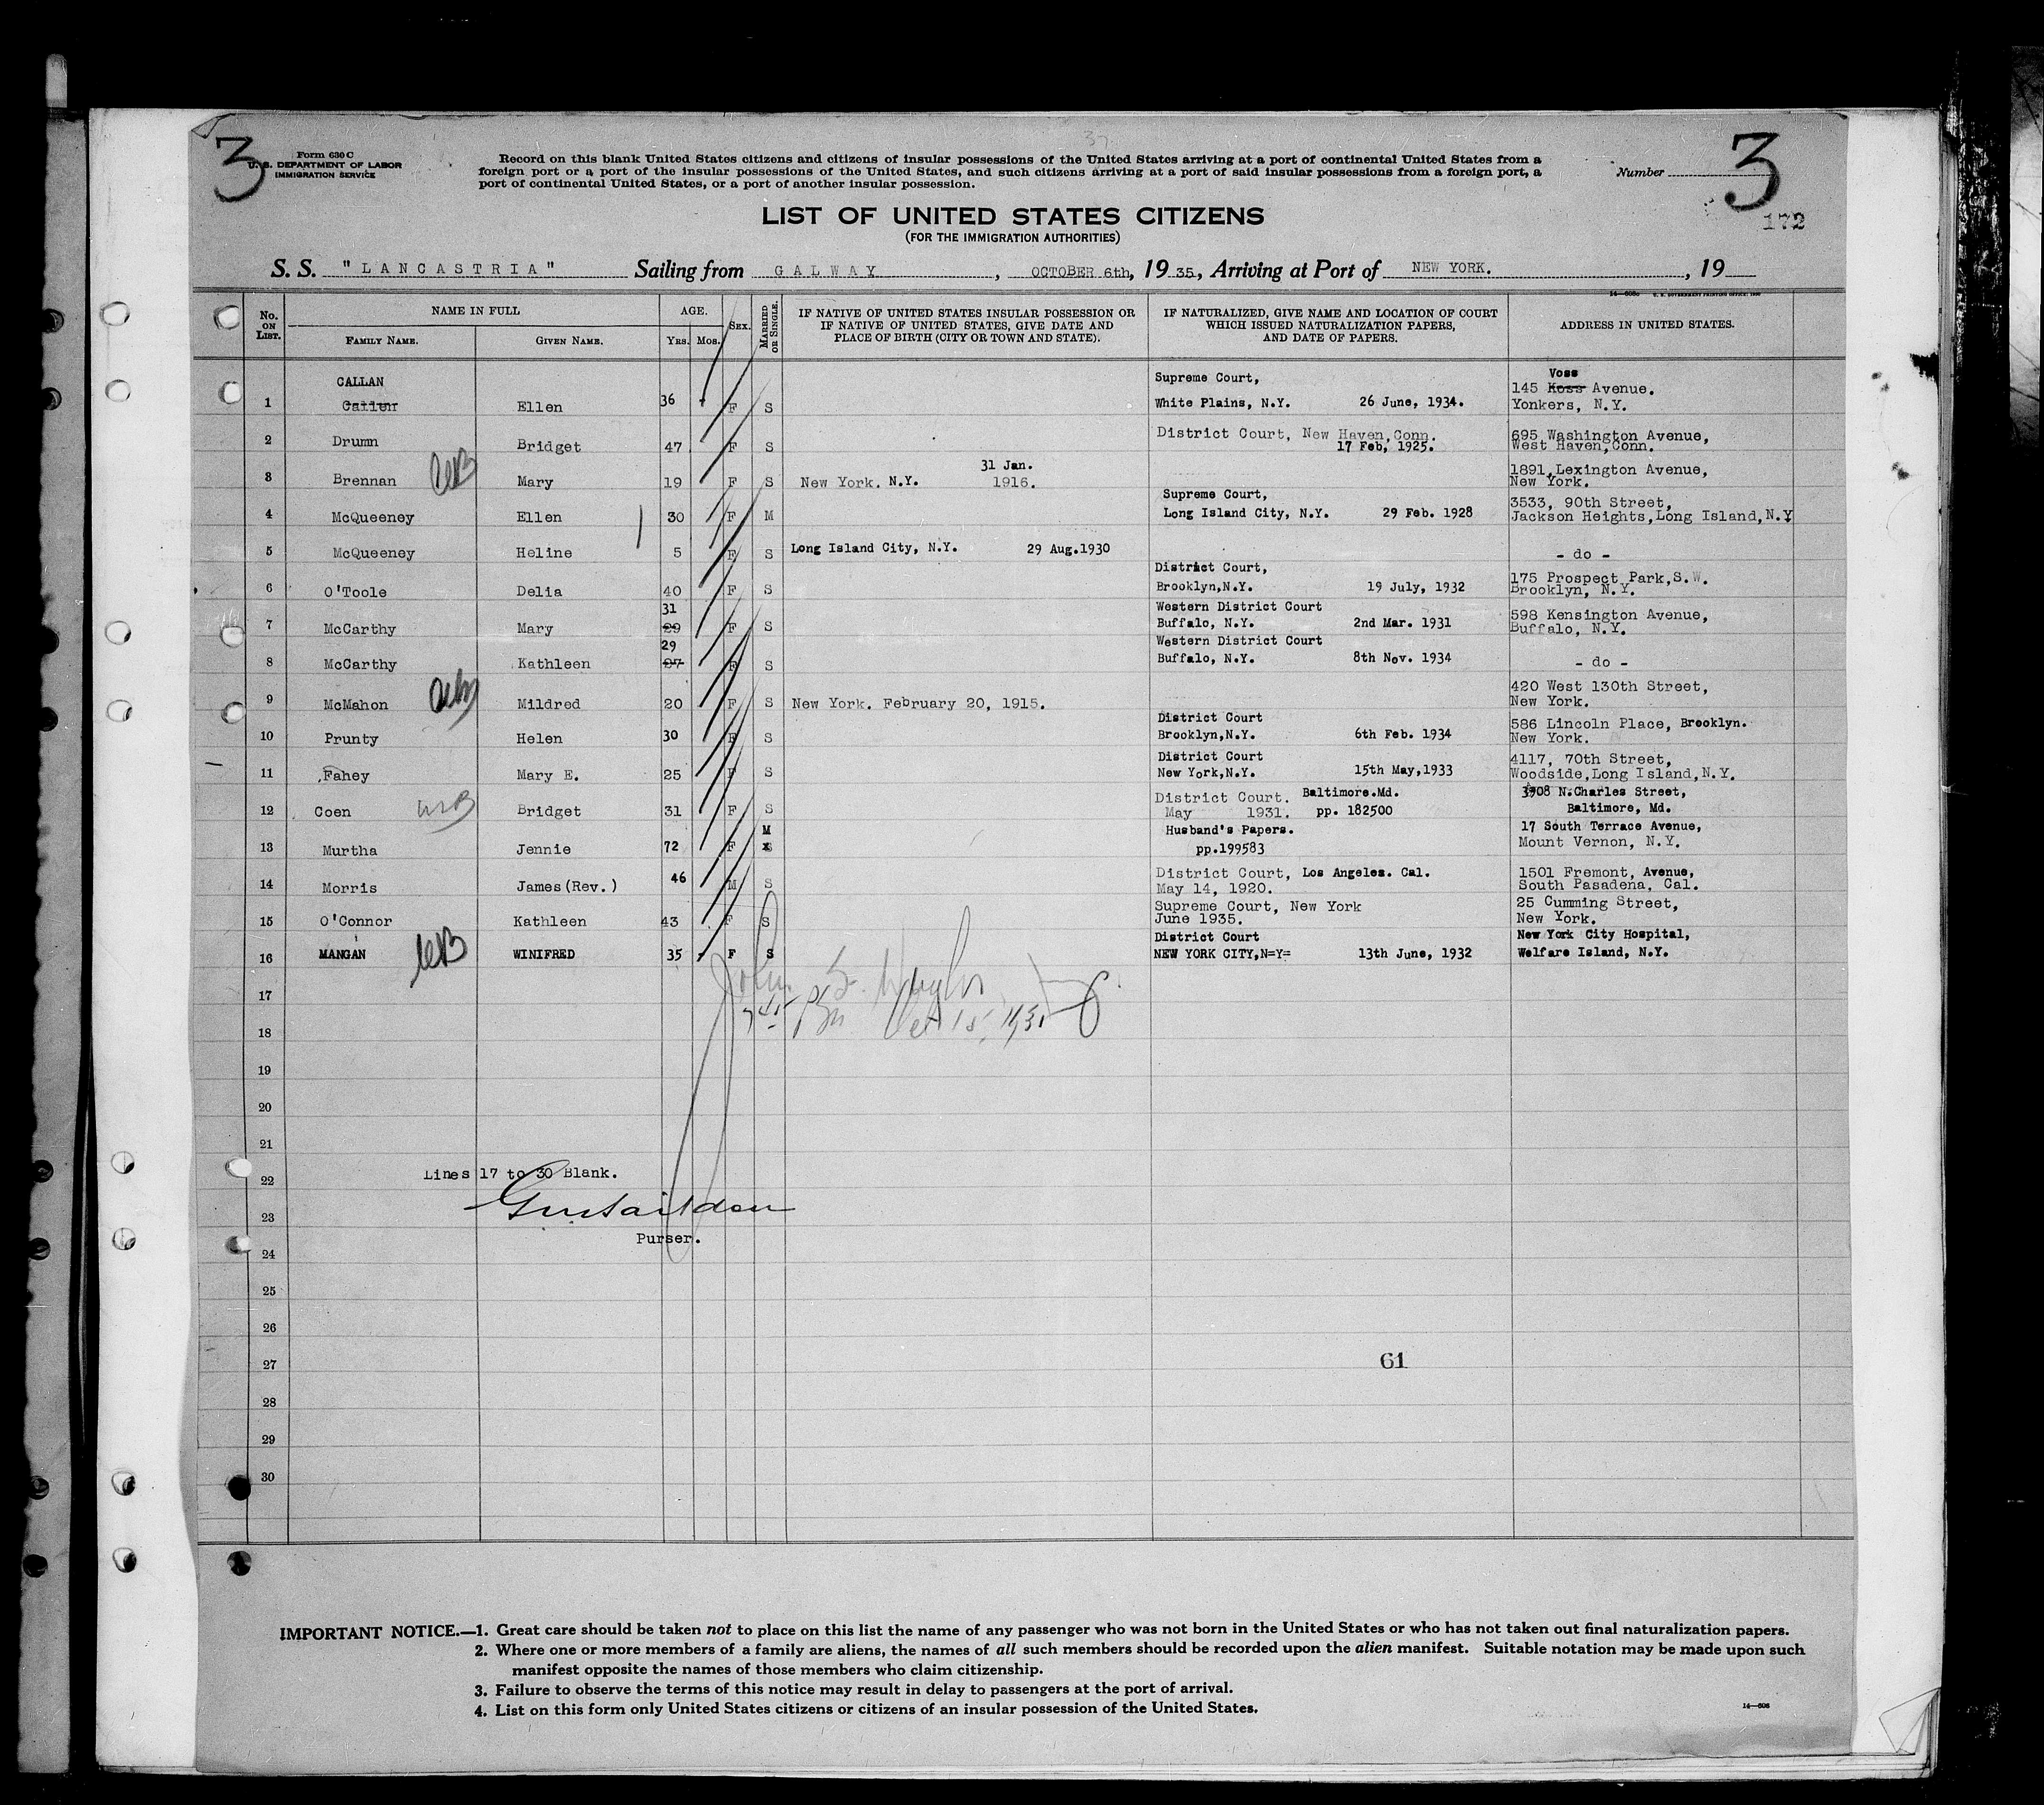 37
3
Form 630 C
U. S. DEPARTMENT OF LABOR
IMMIGRATION SERVICE
Record on this blank United States citizens and citizens of insular possessions of the United States arriving at a port of continental United States from a
foreign port or a port of the insular possessions of the United States, and such citizens arriving at a port of said insular possessions from a foreign port, a
port of continental United States, or a port of another insular possession.
Number
3
172
LIST OF UNITED STATES CITIZENS
(FOR THE IMMIGRATION AUTHORITIES)
S. S. "LANCASTRIA" Sailing from GALWAY, OCTOBER 6th, 19 35, Arriving at Port of NEW YORK. , 19
No. ON LIST. NAME IN FULL AGE. SEX. MARRIED OR SINGLE. IF NATIVE OF UNITED STATES INSULAR POSSESSION OR IF NATIVE OF UNITED STATES, GIVE DATE AND PLACE OF BIRTH (CITY OR TOWN AND STATE). IF NATURALIZED, GIVE NAME AND LOCATION OF COURT WHICH ISSUED NATURALIZATION PAPERS, AND DATE OF PAPERS. ADDRESS IN UNITED STATES.
FAMILY NAME. GIVEN NAME. YRS. MOS.
CALLAN Supreme Court, Voss
145 Koss Avenue.
1 Ellen 36 F S White Plains, N.Y. 26 June, 1934. Yonkers, N.Y.
2 Drumm Bridget 47 F S District Court, New Haven, Conn. 17 Feb, 1925. 695 Washington Avenue, West Haven, Conn.
3 Brennan Mary 19 F S New York. N.Y. 31 Jan. 1916. 1891, Lexington Avenue, New York.
4 McQueeney Ellen 30 F M Supreme Court, Long Island City, N.Y. 29 Feb. 1928 3533, 90th Street, Jackson Heights, Long Island, N.Y
5 McQueeney Heline 5 F S Long Island City, N.Y. 29 Aug. 1930 - do -
6 O'Toole Delia 40 F S District Court, Brooklyn, N.Y. 19 July, 1932 175 Prospect Park, S.W. Brooklyn, N.Y.
7 McCarthy Mary 31 29 F S Western District Court Buffalo, N.Y. 2nd Mar. 1931 598 Kensington Avenue, Buffalo, N.Y.
8 McCarthy Kathleen 29 27 F S Western District Court Buffalo, N.Y. 8th Nov. 1934 - do -
9 McMahon Mildred 20 F S New York. February 20, 1915. 420 West 130th Street, New York.
10 Prunty Helen 30 F S District Court Brooklyn, N.Y. 6th Feb. 1934 586 Lincoln Place, Brooklyn. New York.
11 Fahey Mary E. 25 F S District Court New York, N.Y. 15th May, 1933 4117, 70th Street, Woodside, Long Island, N.Y.
12 Coen Bridget 31 F S District Court. Baltimore. Md. May 1931. pp. 182500 3908 N. Charles Street, Baltimore, Md.
13 Murtha Jennie 72 F M S Husband's Papers. pp.199583 17 South Terrace Avenue, Mount Vernon, N.Y.
14 Morris James (Rev.) 46 M S District Court, Los Angeles. Cal. May 14, 1920. 1501 Fremont, Avenue, South Pasadena, Cal.
15 O'Connor Kathleen 43 F S Supreme Court, New York June 1935. 25 Cumming Street, New York.
16 MANGAN WINIFRED 35 F S District Court NEW YORK CITY, N=Y= 13th June, 1932 New York City Hospital, Welfare Island, N.Y.
17
18
19
20
21
22
Lines 17 to 30 Blank.
23
Purser.
24
25
26
27
61
28
29
30
IMPORTANT NOTICE.—1. Great care should be taken not to place on this list the name of any passenger who was not born in the United States or who has not taken out final naturalization papers.
2. Where one or more members of a family are aliens, the names of all such members should be recorded upon the alien manifest. Suitable notation may be made upon such
manifest opposite the names of those members who claim citizenship.
3. Failure to observe the terms of this notice may result in delay to passengers at the port of arrival.
4. List on this form only United States citizens or citizens of an insular possession of the United States.